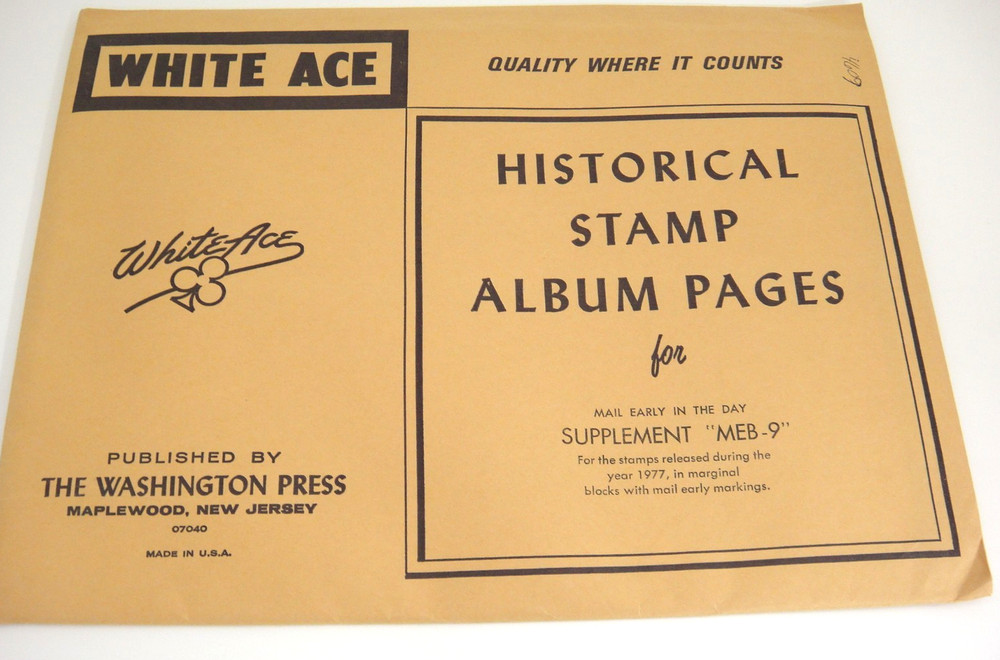 WHITE ACE
QUALITY WHERE IT COUNTS
HISTORICAL
STAMP
ALBUM PAGES
for
MAIL EARLY IN THE DAY
SUPPLEMENT "MEB-9"
For the stamps released during the
year 1977, in marginal
blocks with mail early markings.
White Ace
PUBLISHED BY
THE WASHINGTON PRESS
MAPLEWOOD, NEW JERSEY
07040
MADE IN U.S.A.